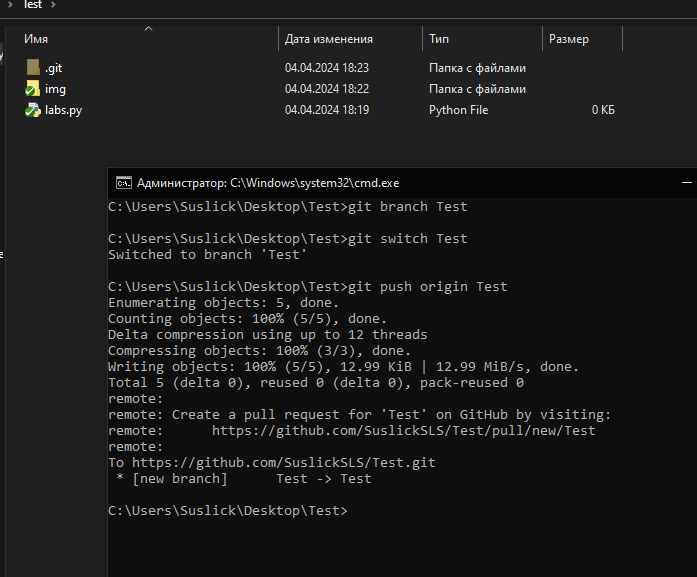 Test
Имя Дата изменения Тип Размер
.git 04.04.2024 18:23 Папка с файлами
img 04.04.2024 18:22 Папка с файлами
labs.py 04.04.2024 18:19 Python File 0 КБ
Администратор: C:\Windows\system32\cmd.exe
C:\Users\Suslick\Desktop\Test>git branch Test
C:\Users\Suslick\Desktop\Test>git switch Test
Switched to branch 'Test'
C:\Users\Suslick\Desktop\Test>git push origin Test
Enumerating objects: 5, done.
Counting objects: 100% (5/5), done.
Delta compression using up to 12 threads
Compressing objects: 100% (3/3), done.
Writing objects: 100% (5/5), 12.99 KiB | 12.99 MiB/s, done.
Total 5 (delta 0), reused 0 (delta 0), pack-reused 0
remote:
remote: Create a pull request for 'Test' on GitHub by visiting:
remote:      https://github.com/SuslickSLS/Test/pull/new/Test
remote:
To https://github.com/SuslickSLS/Test.git
 * [new branch]      Test -> Test
C:\Users\Suslick\Desktop\Test>